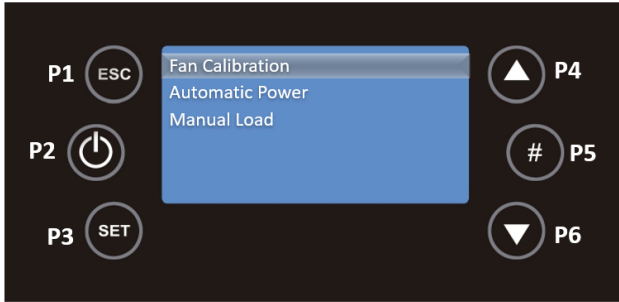 P1 ESC
P2
P3 SET
Fan Calibration
Automatic Power
Manual Load
P4
# P5
P6